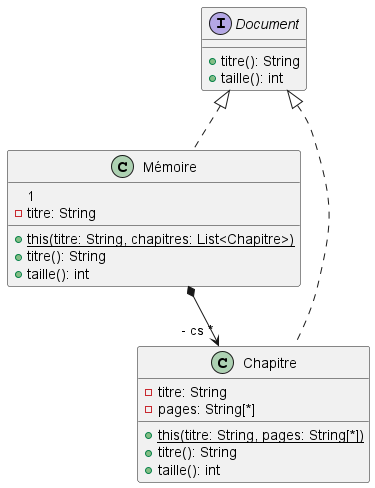 I Document
titre(): String
taille(): int
C Mémoire
1
titre: String
this(titre: String, chapitres: List<Chapitre>)
titre(): String
taille(): int
- cs *
C Chapitre
titre: String
pages: String[*]
this(titre: String, pages: String[*])
titre(): String
taille(): int